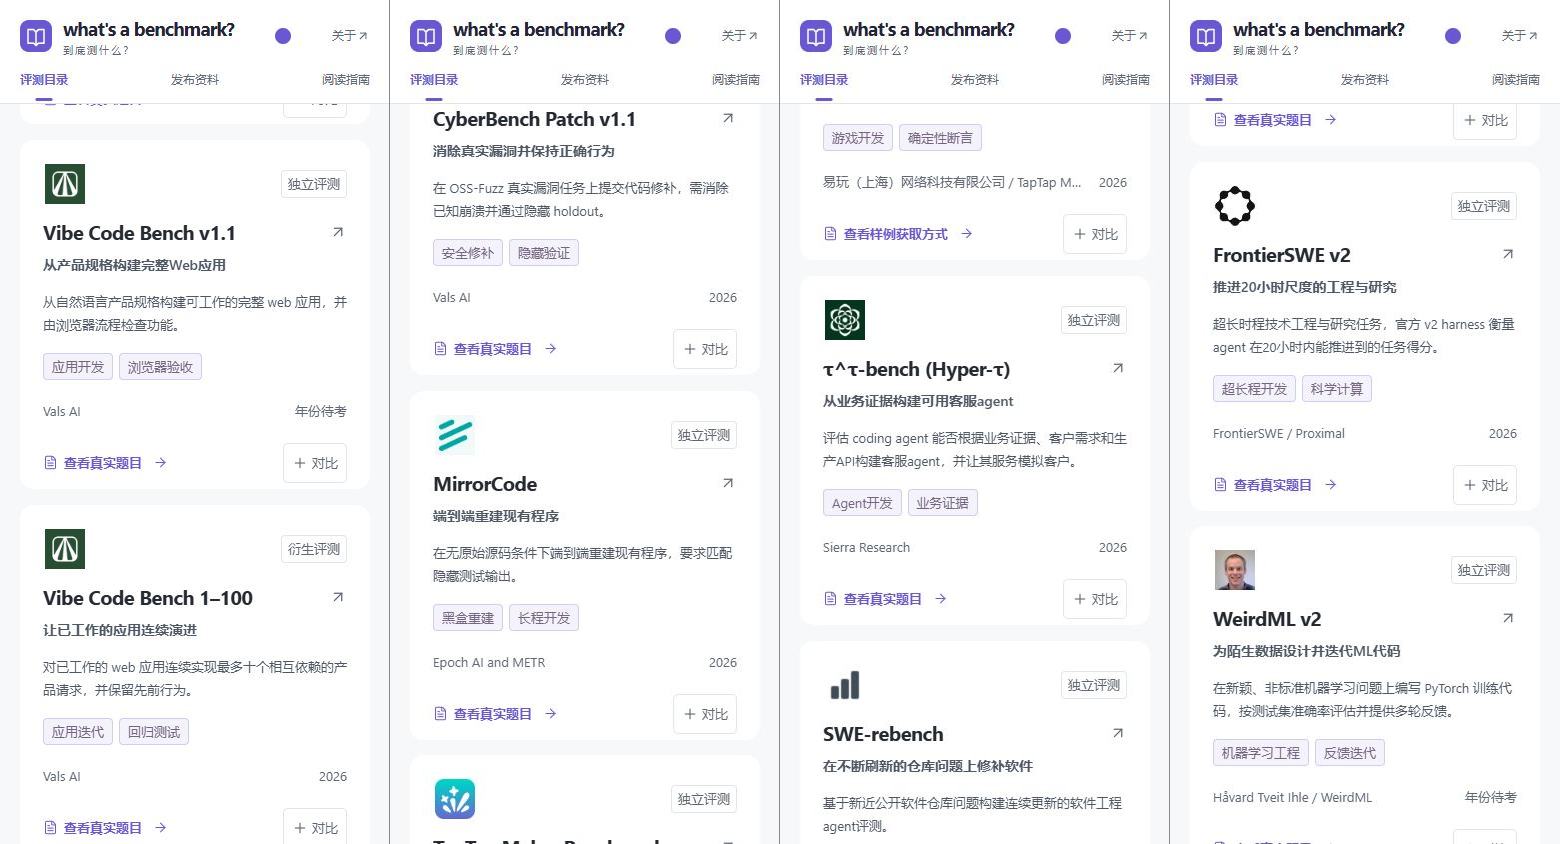 what's a benchmark?
到底测什么?
关于
评测目录
发布资料
阅读指南
独立评测
Vibe Code Bench v1.1
从产品规格构建完整Web应用
从自然语言产品规格构建可工作的完整 web 应用，并
由浏览器流程检查功能。
应用开发
浏览器验收
Vals AI
年份待考
查看真实题目
对比
衍生评测
Vibe Code Bench 1–100
让已工作的应用连续演进
对已工作的 web 应用连续实现最多十个相互依赖的产
品请求，并保留先前行为。
应用迭代
回归测试
Vals AI
2026
查看真实题目
对比
what's a benchmark?
到底测什么?
关于
评测目录
发布资料
阅读指南
CyberBench Patch v1.1
消除真实漏洞并保持正确行为
在 OSS-Fuzz 真实漏洞任务上提交代码修补，需消除
已知崩溃并通过隐藏 holdout。
安全修补
隐藏验证
Vals AI
2026
查看真实题目
对比
独立评测
MirrorCode
端到端重建现有程序
在无原始源码条件下端到端重建现有程序，要求匹配
隐藏测试输出。
黑盒重建
长程开发
Epoch AI and METR
2026
查看真实题目
对比
独立评测
what's a benchmark?
到底测什么?
关于
评测目录
发布资料
阅读指南
游戏开发
确定性断言
易玩（上海）网络科技有限公司 / TapTap M...
2026
查看样例获取方式
对比
独立评测
τ^τ-bench (Hyper-τ)
从业务证据构建可用客服agent
评估 coding agent 能否根据业务证据、客户需求和生
产API构建客服agent，并让其服务模拟客户。
Agent开发
业务证据
Sierra Research
2026
查看真实题目
对比
独立评测
SWE-rebench
在不断刷新的仓库问题上修补软件
基于新近公开软件仓库问题构建连续更新的软件工程
agent评测。
what's a benchmark?
到底测什么?
关于
评测目录
发布资料
阅读指南
查看真实题目
对比
独立评测
FrontierSWE v2
推进20小时尺度的工程与研究
超长时程技术工程与研究任务，官方 v2 harness 衡量
agent 在20小时内能推进到的任务得分。
超长程开发
科学计算
FrontierSWE / Proximal
2026
查看真实题目
对比
独立评测
WeirdML v2
为陌生数据设计并迭代ML代码
在新颖、非标准机器学习问题上编写 PyTorch 训练代
码，按测试集准确率评估并提供多轮反馈。
机器学习工程
反馈迭代
Håvard Tveit Ihle / WeirdML
年份待考